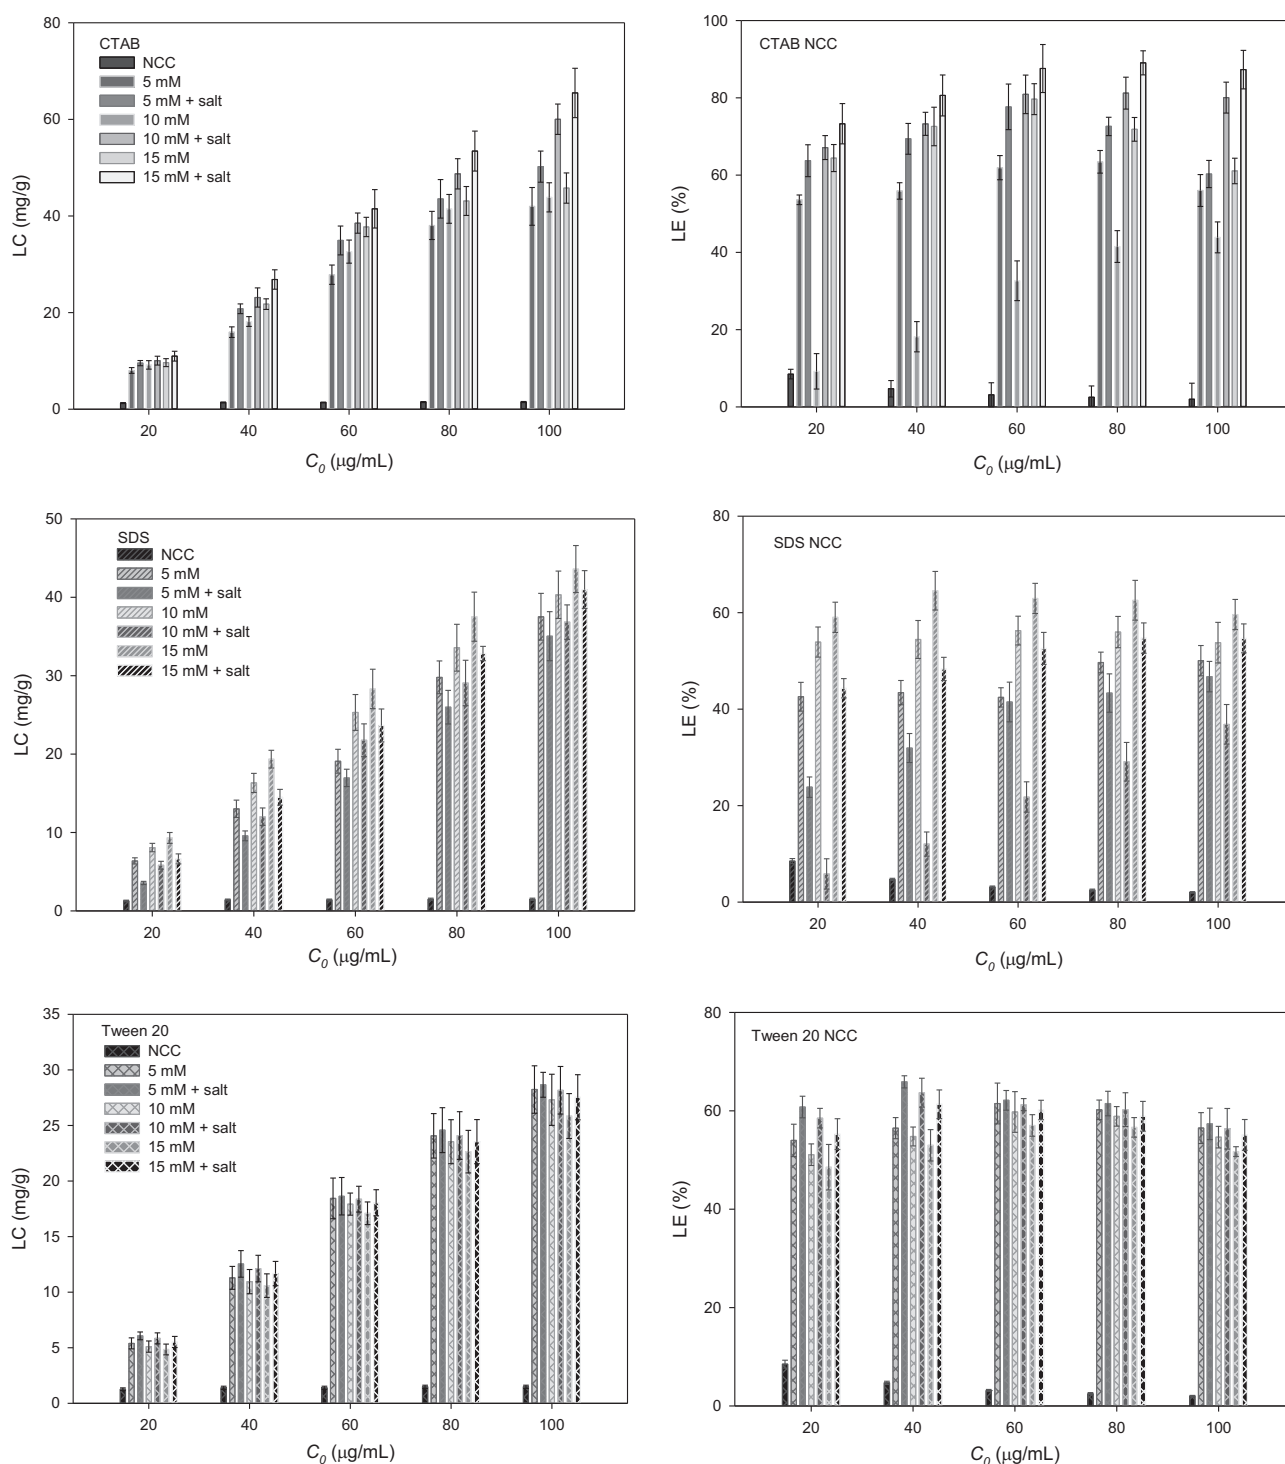 CTAB
NCC
5 mM
5 mM + salt
10 mM
10 mM + salt
15 mM
15 mM + salt
LC (mg/g)
80
60
40
20
0
20 40 60 80 100
C0 (μg/mL)
CTAB NCC
LE (%)
100
80
60
40
20
0
20 40 60 80 100
C0 (μg/mL)
SDS
NCC
5 mM
5 mM + salt
10 mM
10 mM + salt
15 mM
15 mM + salt
LC (mg/g)
50
40
30
20
10
0
20 40 60 80 100
C0 (μg/mL)
SDS NCC
LE (%)
80
60
40
20
0
20 40 60 80 100
C0 (μg/mL)
Tween 20
NCC
5 mM
5 mM + salt
10 mM
10 mM + salt
15 mM
15 mM + salt
LC (mg/g)
35
30
25
20
15
10
5
0
20 40 60 80 100
C0 (μg/mL)
Tween 20 NCC
LE (%)
80
60
40
20
0
20 40 60 80 100
C0 (μg/mL)